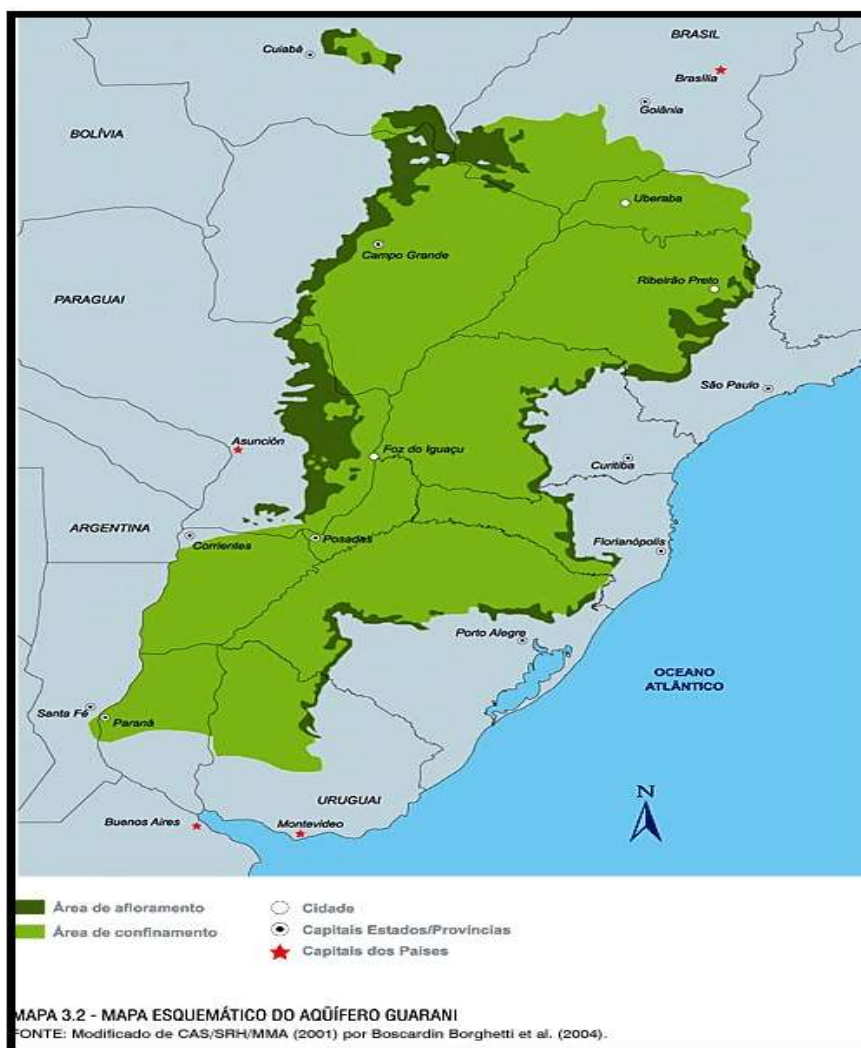 BRASIL
Cuiabá
Brasília
Goiânia
BOLÍVIA
Uberaba
Campo Grande
Ribeirão Preto
PARAGUAI
São Paulo
Asunción
Foz do Iguaçu
Curitiba
ARGENTINA
Corrientes
Posadas
Florianópolis
Porto Alegre
OCEANO
ATLÂNTICO
Santa Fé
Paraná
URUGUAI
N
Buenos Aires
Montevideo
Área de afloramento
Cidade
Área de confinamento
Capitais Estados/Províncias
Capitais dos Países
MAPA 3.2 - MAPA ESQUEMÁTICO DO AQÜÍFERO GUARANI
FONTE: Modificado de CAS/SRH/MMA (2001) por Boscardin Borghetti et al. (2004).